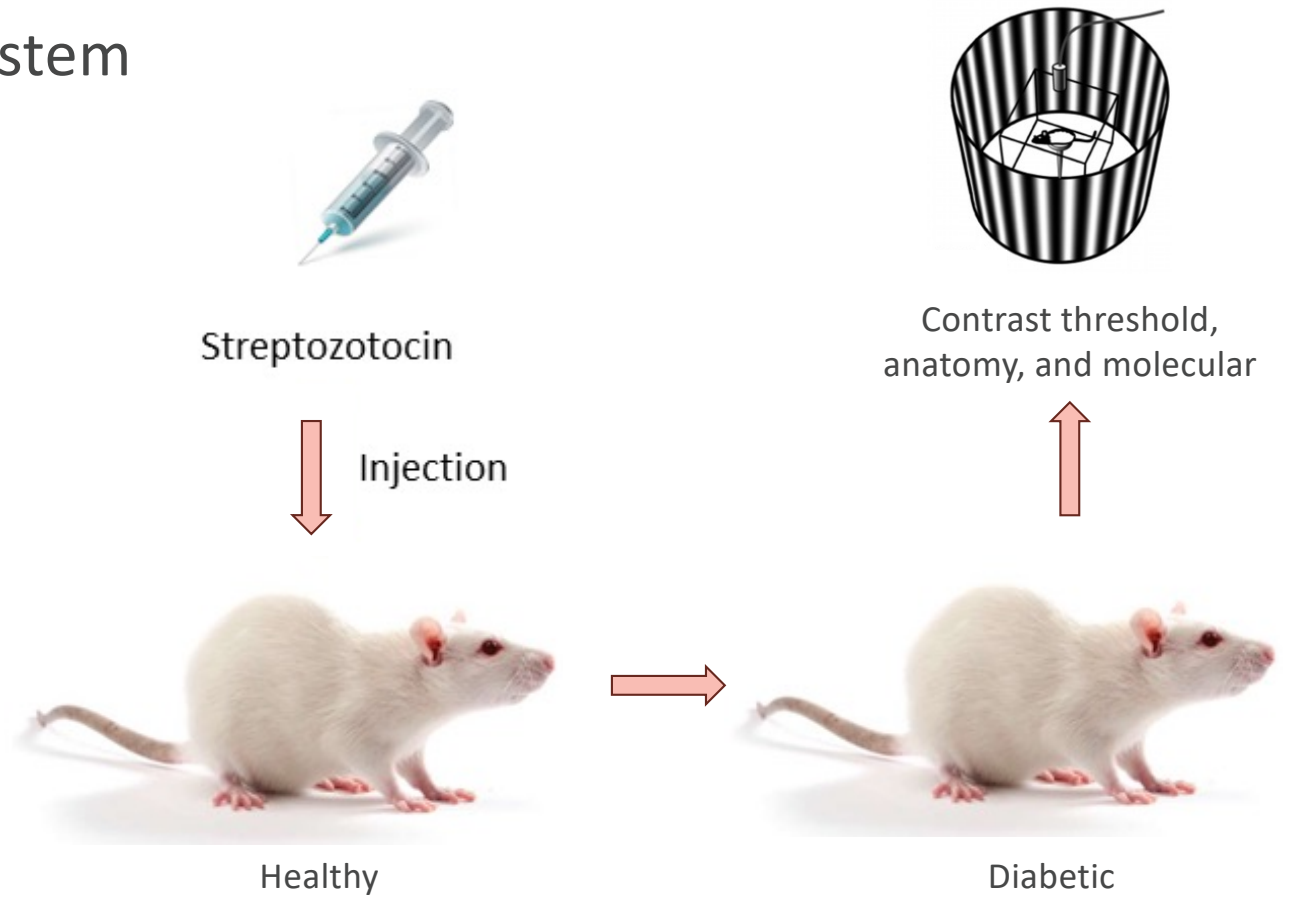 stem
Streptozotocin
Injection
Contrast threshold,
anatomy, and molecular
Healthy
Diabetic